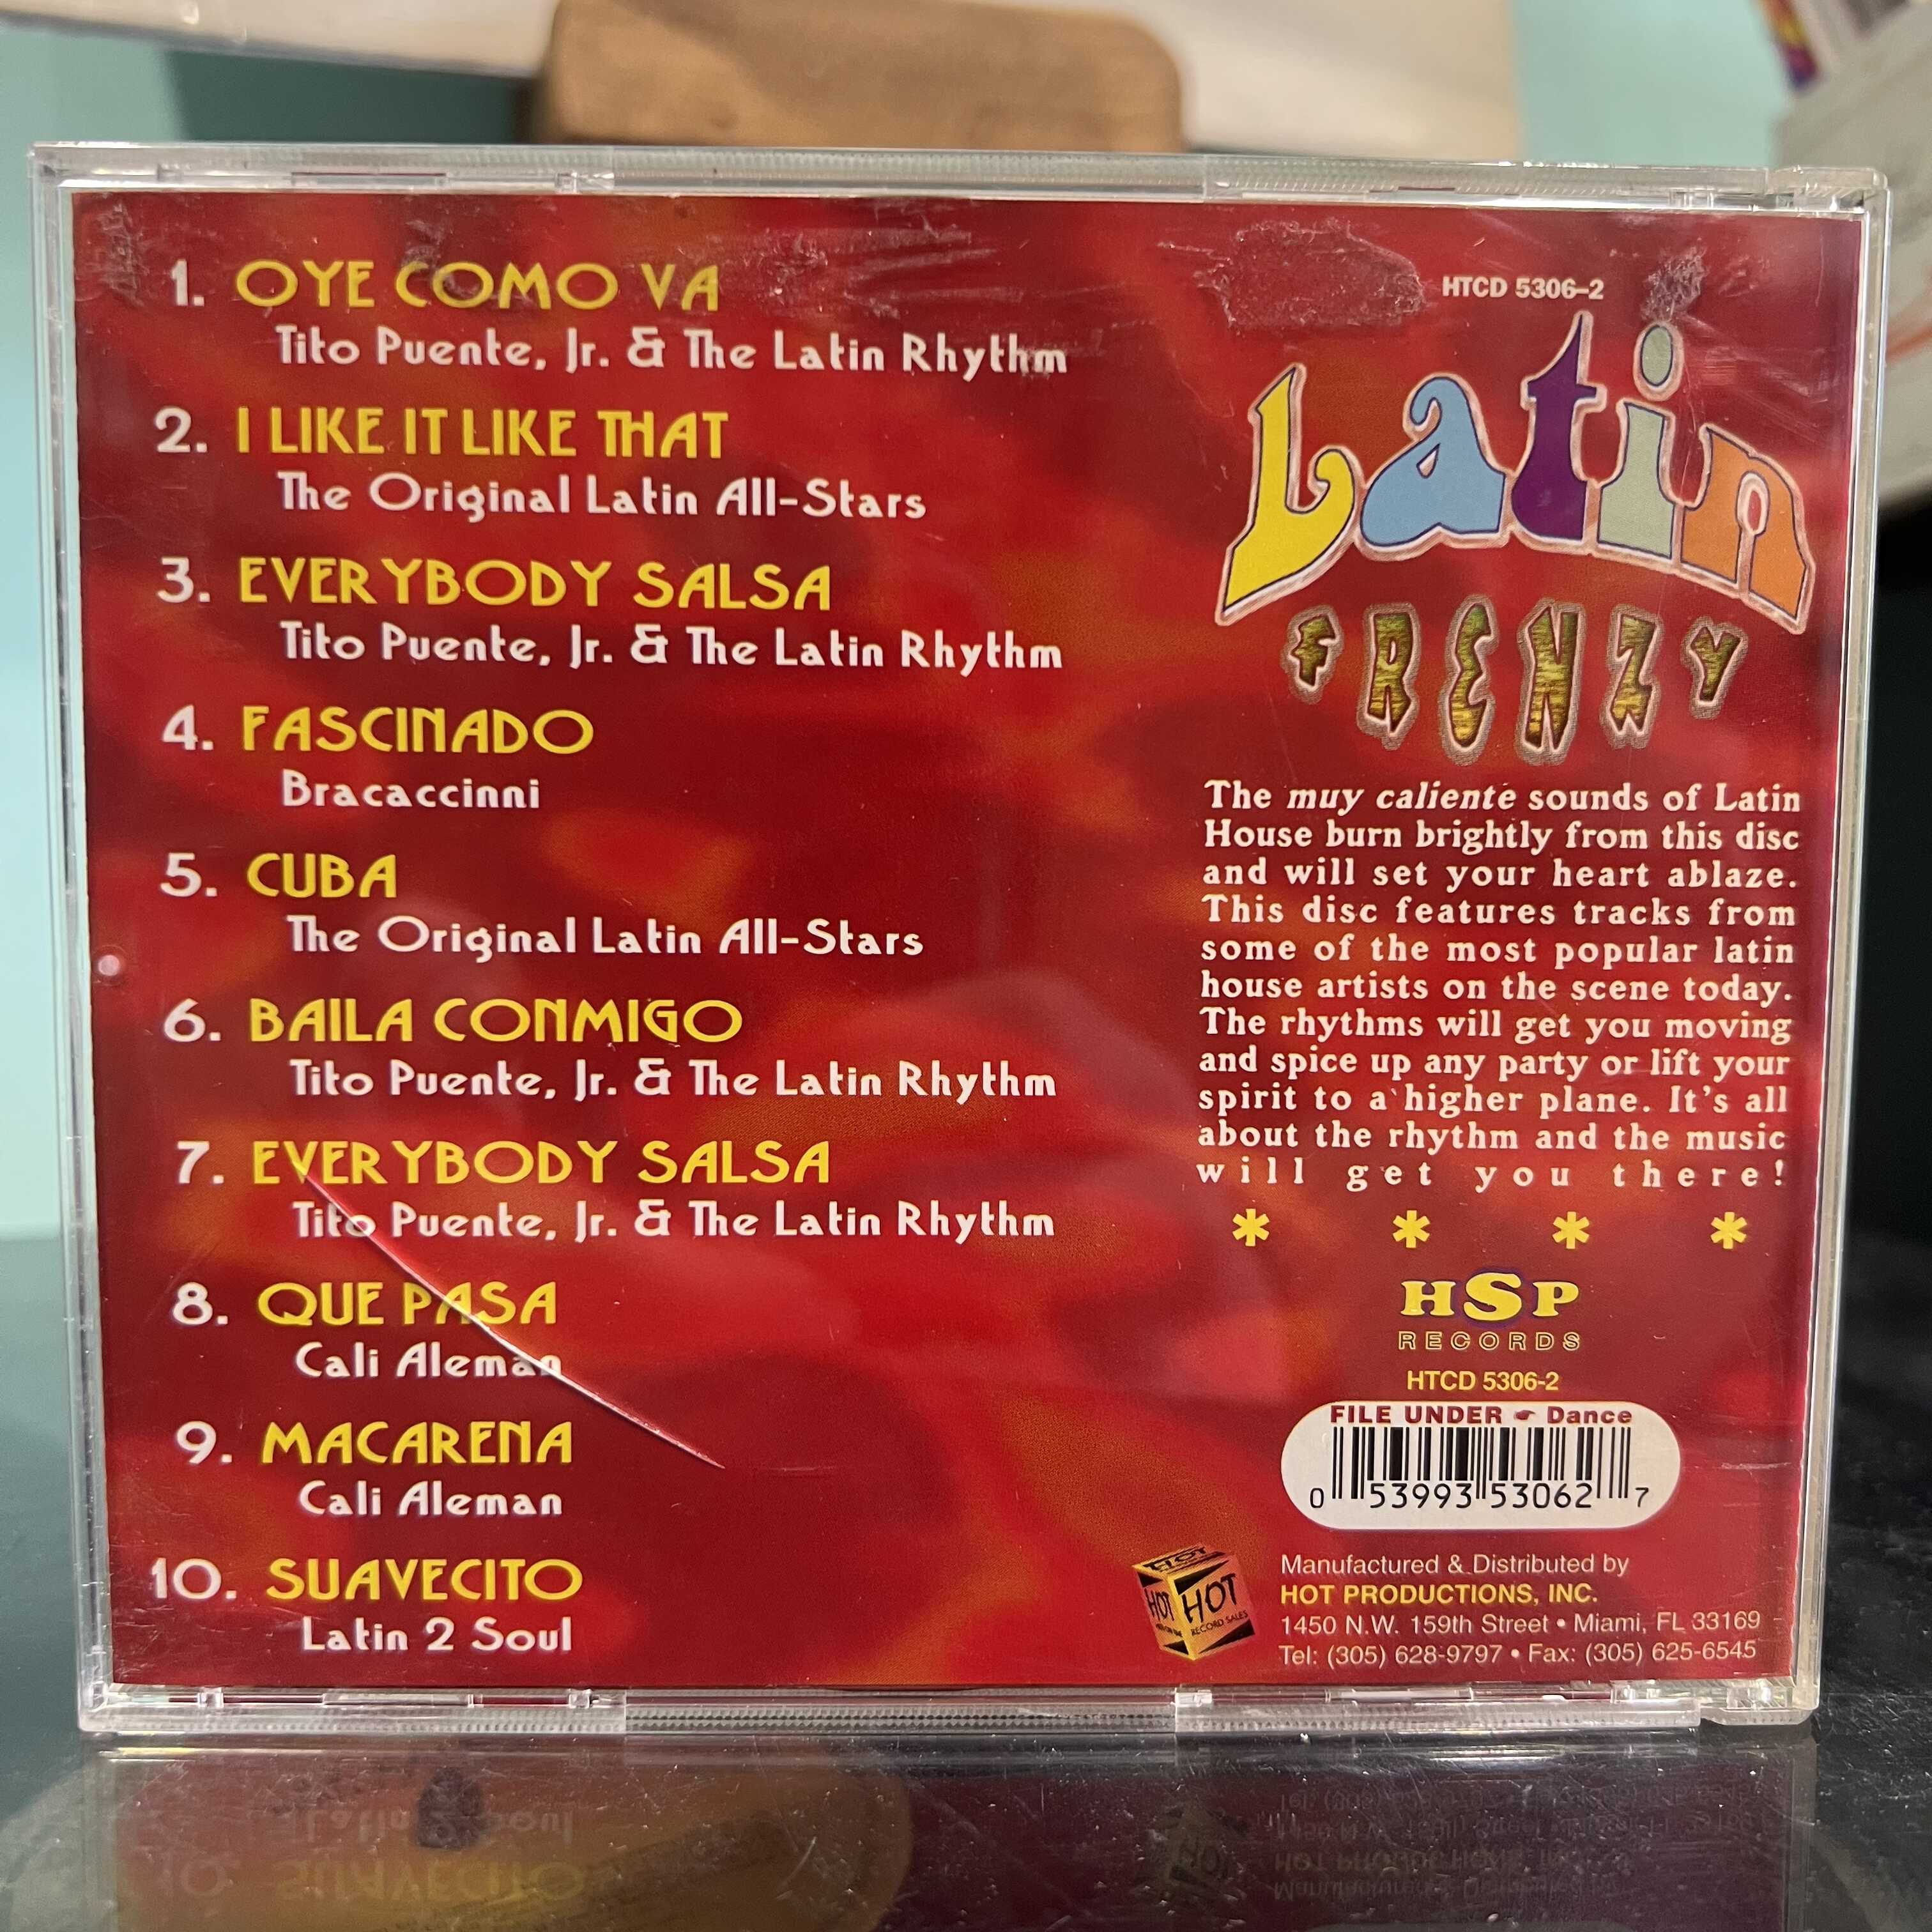 1. OYE COMO VA
Tito Puente, Jr. & The Latin Rhythm
2. I LIKE IT LIKE THAT
The Original Latin All-Stars
3. EVERYBODY SALSA
Tito Puente, Jr. & The Latin Rhythm
4. FASCINADO
Bracaccinni
5. CUBA
The Original Latin All-Stars
6. BAILA CONMIGO
Tito Puente, Jr. & The Latin Rhythm
7. EVERYBODY SALSA
Tito Puente, Jr. & The Latin Rhythm
8. QUE PASA
Cali Aleman
9. MACARENA
Cali Aleman
10. SUAVECITO
Latin 2 Soul
HTCD 5306-2
Latin
FRENZY
The muy caliente sounds of Latin
House burn brightly from this disc
and will set your heart ablaze.
This disc features tracks from
some of the most popular latin
house artists on the scene today.
The rhythms will get you moving
and spice up any party or lift your
spirit to a higher plane. It's all
about the rhythm and the music
will get you there!
* * * *
HSP
RECORDS
HTCD 5306-2
FILE UNDER ☛ Dance
0 53993 53062 7
HOT
HOT
HOT
RECORD SALES
Manufactured & Distributed by
HOT PRODUCTIONS, INC.
1450 N.W. 159th Street • Miami, FL 33169
Tel: (305) 628-9797 • Fax: (305) 625-6545